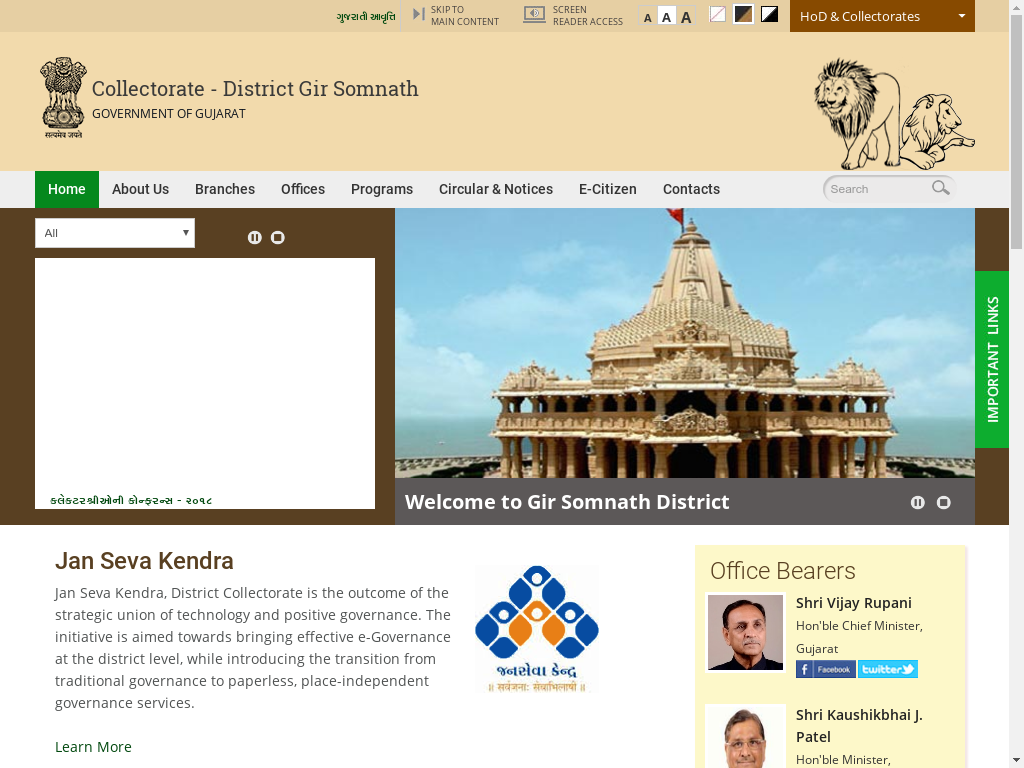 ગુજરાતી આવૃત્તિ
SKIP TO
MAIN CONTENT
SCREEN
READER ACCESS
A A A
HoD & Collectorates
Collectorate - District Gir Somnath
GOVERNMENT OF GUJARAT
सत्यमेव जयते
Home About Us Branches Offices Programs Circular & Notices E-Citizen Contacts
Search
All
IMPORTANT LINKS
કલેકટરશ્રીઓની કોન્ફરન્સ - ૨૦૧૮
Welcome to Gir Somnath District
Jan Seva Kendra
Jan Seva Kendra, District Collectorate is the outcome of the
strategic union of technology and positive governance. The
initiative is aimed towards bringing effective e-Governance
at the district level, while introducing the transition from
traditional governance to paperless, place-independent
governance services.
Learn More
જનસેવા કેન્દ્ર
॥ सर्वजनाः सेवाभिलाषी ॥
Office Bearers
Shri Vijay Rupani
Hon'ble Chief Minister,
Gujarat
Facebook twitter
Shri Kaushikbhai J.
Patel
Hon'ble Minister,